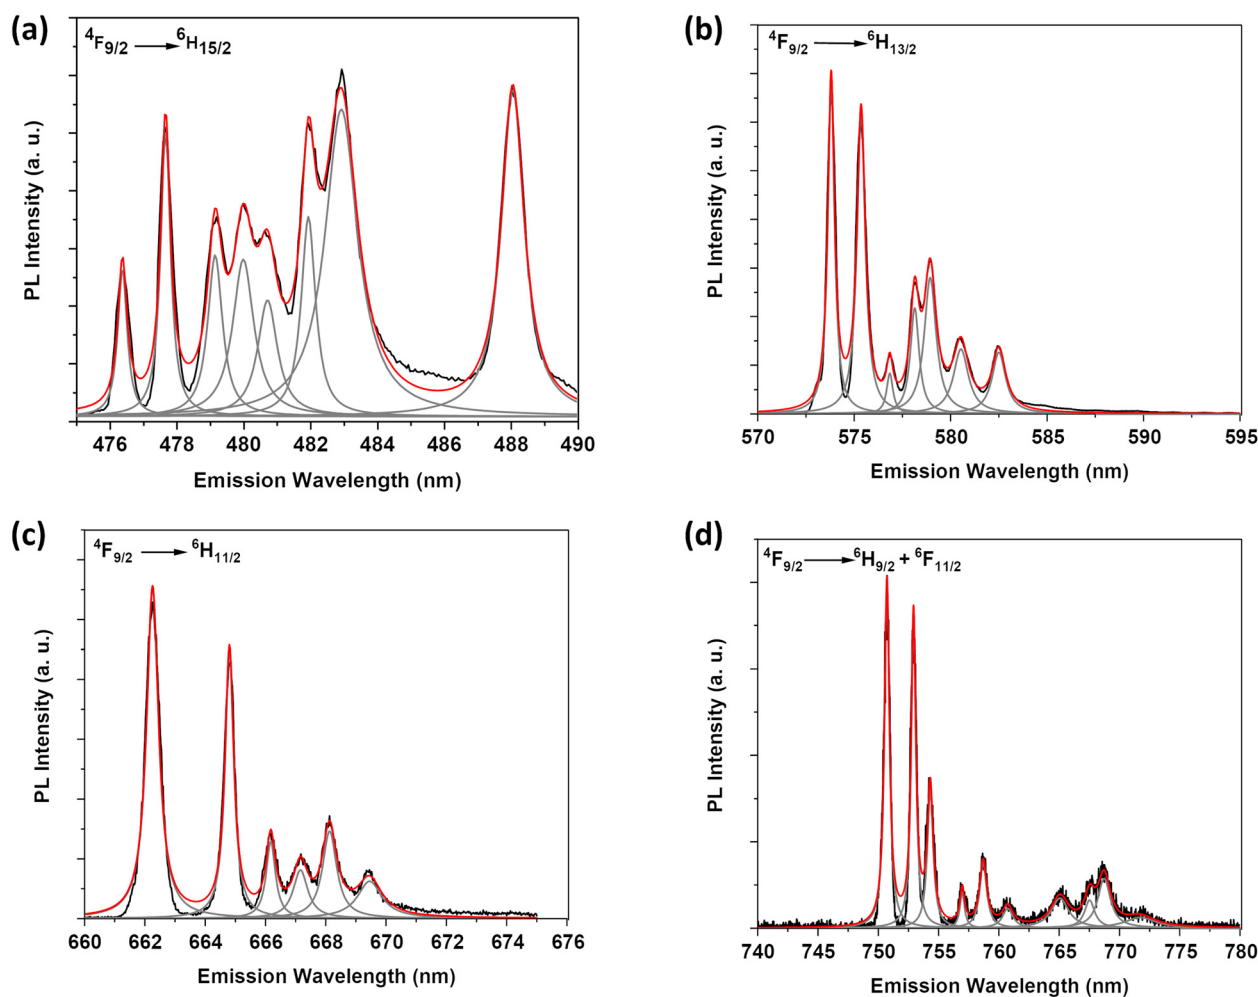 (a)
⁴F₉/₂ → ⁶H₁₅/₂
PL Intensity (a. u.)
476 478 480 482 484 486 488 490
Emission Wavelength (nm)
(b)
⁴F₉/₂ → ⁶H₁₃/₂
PL Intensity (a. u.)
570 575 580 585 590 595
Emission Wavelength (nm)
(c)
⁴F₉/₂ → ⁶H₁₁/₂
PL Intensity (a. u.)
660 662 664 666 668 670 672 674 676
Emission Wavelength (nm)
(d)
⁴F₉/₂ → ⁶H₉/₂ + ⁶F₁₁/₂
PL Intensity (a. u.)
740 745 750 755 760 765 770 775 780
Emission Wavelength (nm)